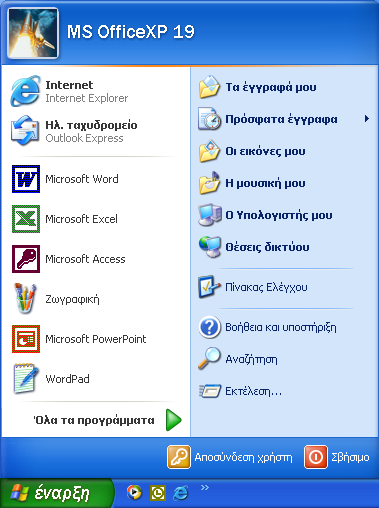 MS OfficeXP 19
Internet
Internet Explorer
Ηλ. ταχυδρομείο
Outlook Express
Microsoft Word
Microsoft Excel
Microsoft Access
Ζωγραφική
Microsoft PowerPoint
WordPad
Όλα τα προγράμματα
Τα έγγραφά μου
Πρόσφατα έγγραφα
Οι εικόνες μου
Η μουσική μου
Ο Υπολογιστής μου
Θέσεις δικτύου
Πίνακας Ελέγχου
Βοήθεια και υποστήριξη
Αναζήτηση
Εκτέλεση...
Αποσύνδεση χρήστη
Σβήσιμο
έναρξη